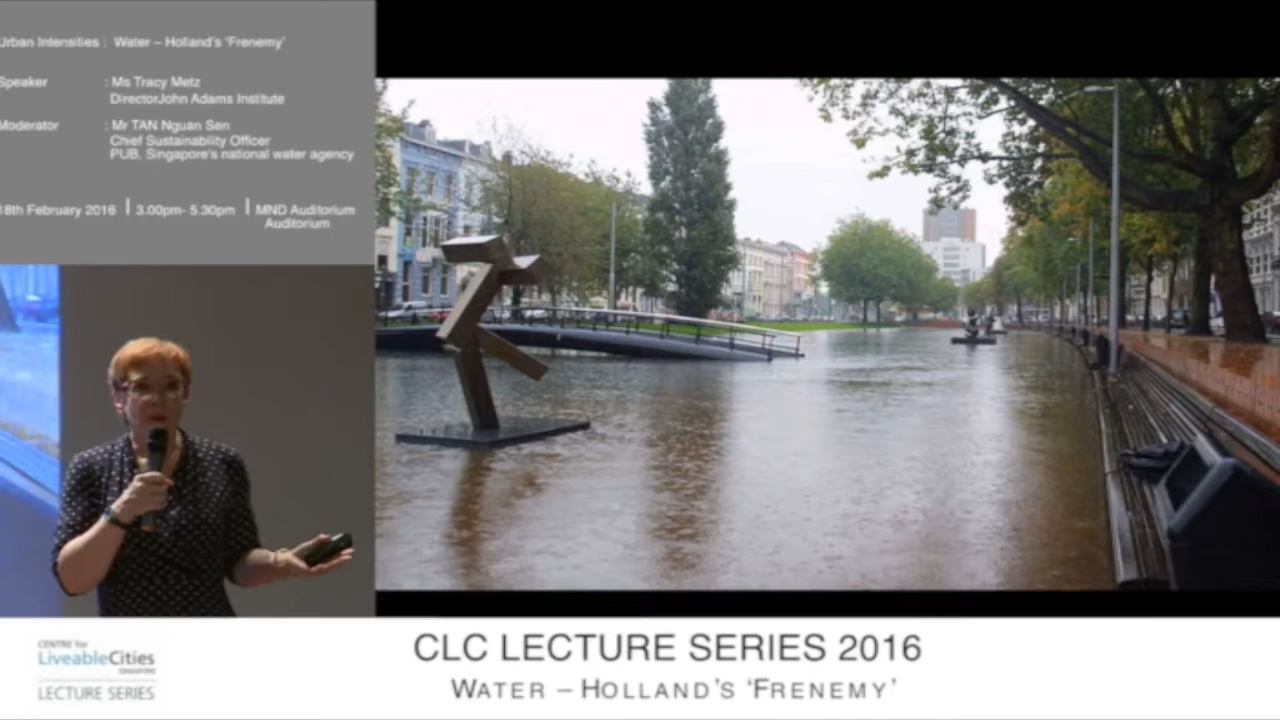 Urban Intensities : Water – Holland's 'Frenemy'
Speaker : Ms Tracy Metz
DirectorJohn Adams Institute
Moderator : Mr TAN Nguan Sen
Chief Sustainability Officer
PUB, Singapore's national water agency
18th February 2016 | 3.00pm- 5.30pm | MND Auditorium
Auditorium
CENTRE for
LiveableCities
SINGAPORE
LECTURE SERIES
CLC LECTURE SERIES 2016
WATER – HOLLAND'S 'FRENEMY'